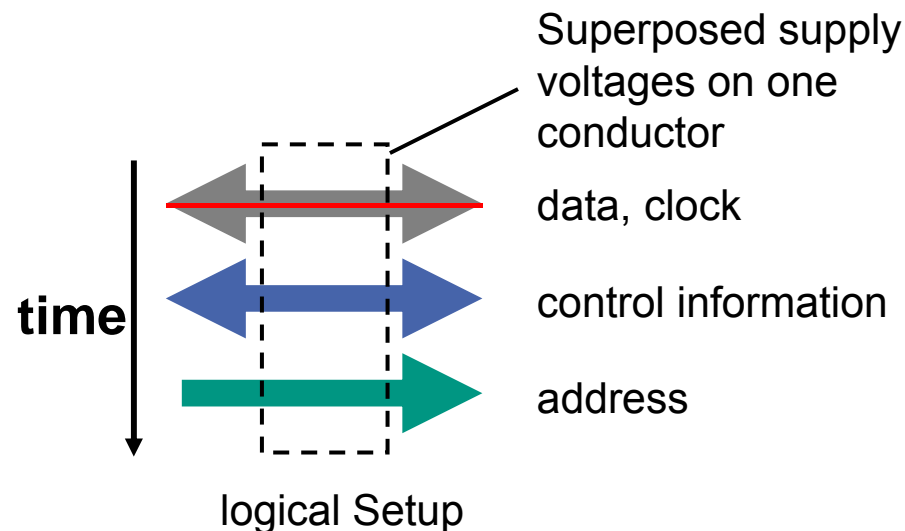 Superposed supply
voltages on one
conductor
data, clock
control information
time
address
logical Setup